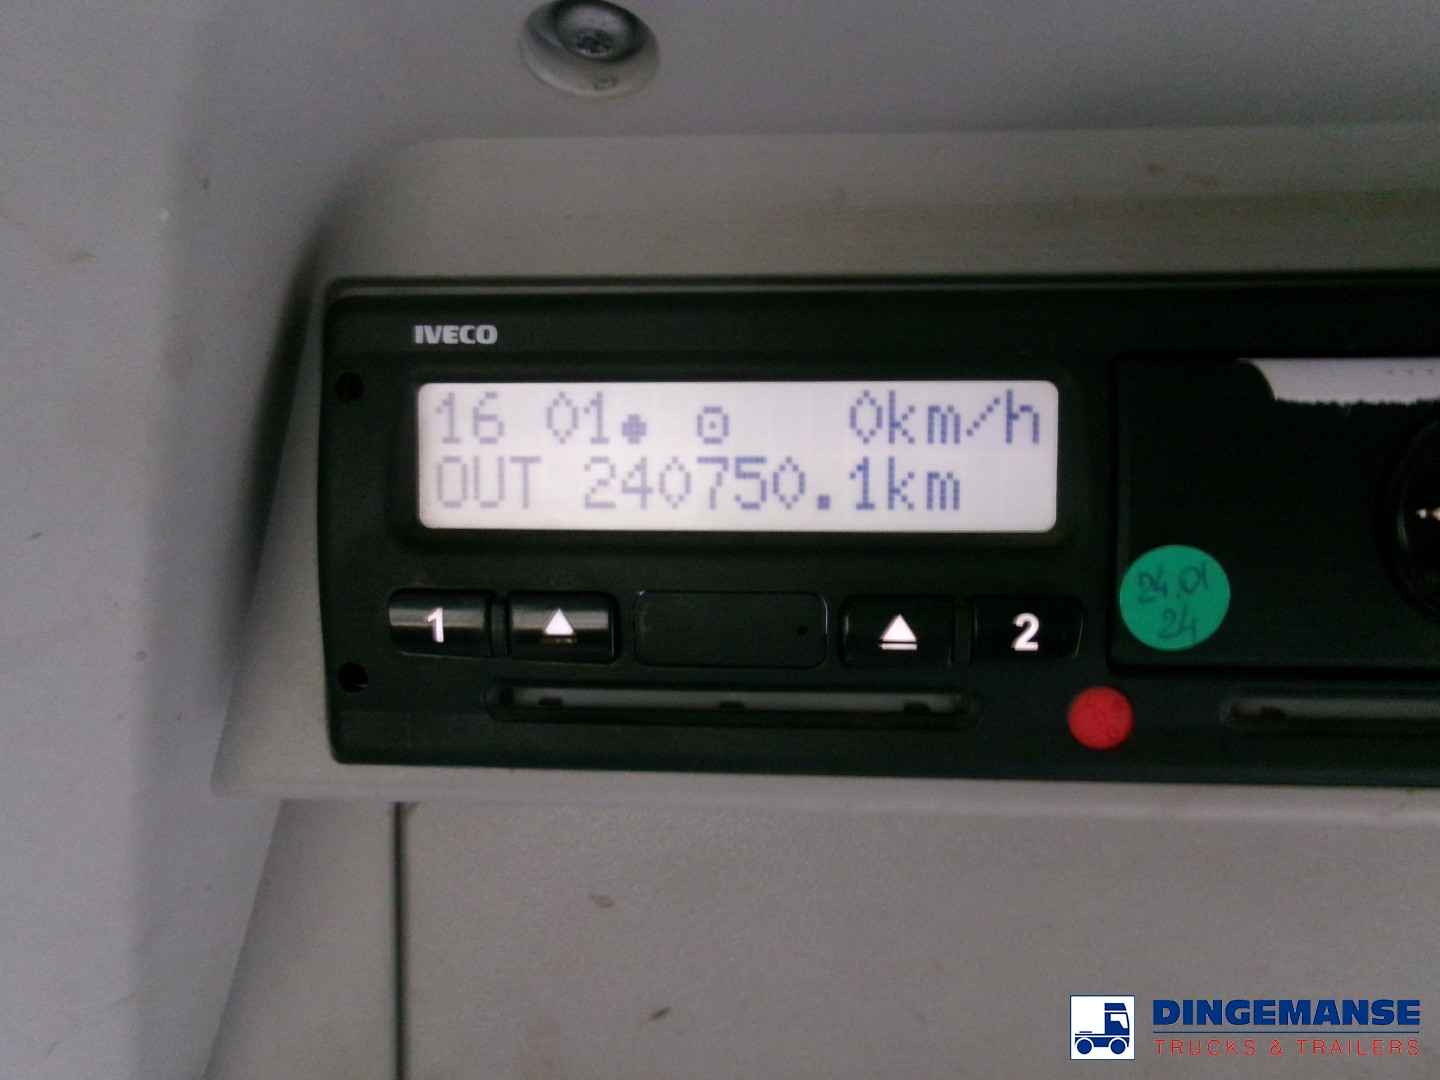 IVECO
16 01 0km/h
OUT 240750.1km
1
2
24.01
24
DINGEMANSE
TRUCKS & TRAILERS